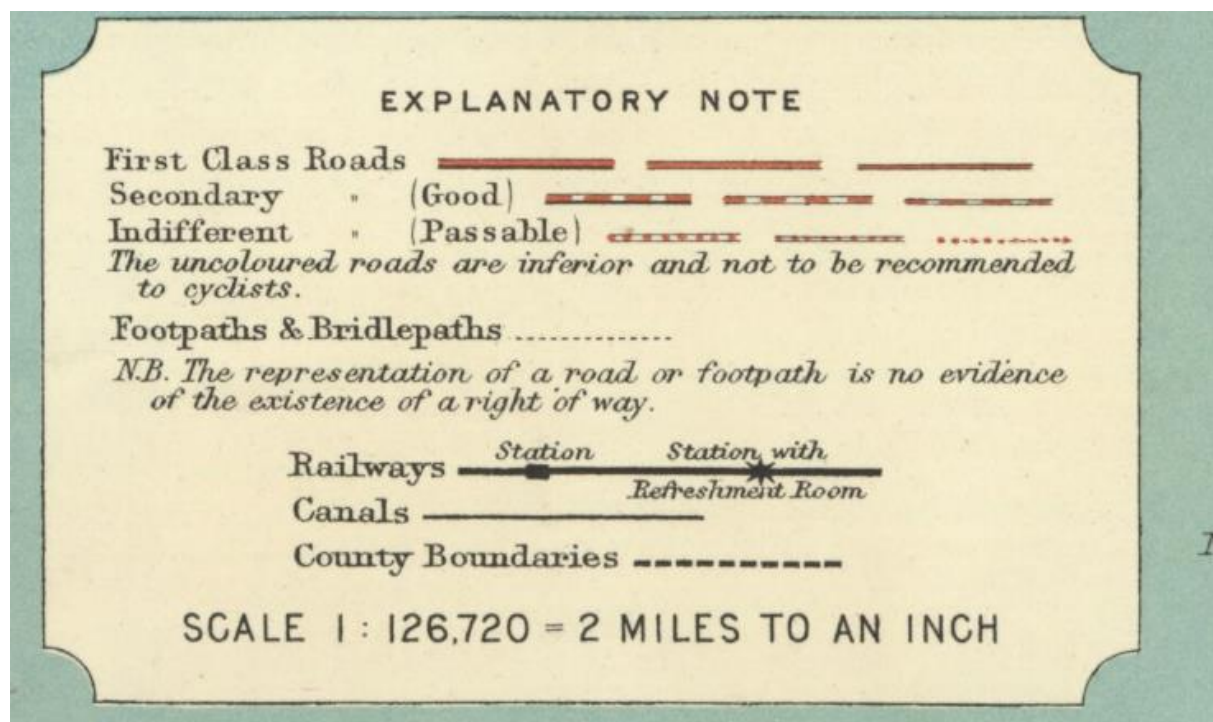 EXPLANATORY NOTE
First Class Roads
Secondary " (Good)
Indifferent " (Passable)
The uncoloured roads are inferior and not to be recommended
to cyclists.
Footpaths & Bridlepaths
N.B. The representation of a road or footpath is no evidence
of the existence of a right of way.
Station Station with
Railways
Refreshment Room
Canals
County Boundaries
SCALE 1 : 126,720 = 2 MILES TO AN INCH